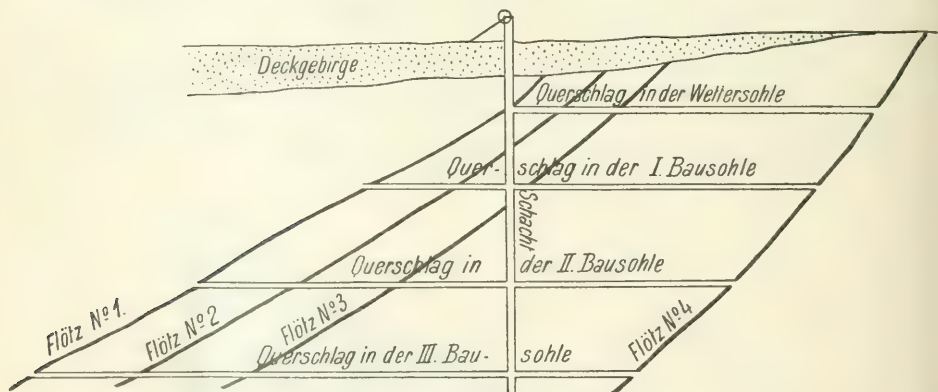 Deckgebirge
Querschlag in der Wettersohle
Quer- schlag in der I. Bausohle
Schacht
Querschlag in der II. Bausohle
Flötz Nº 1.
Flötz Nº 2
Flötz Nº 3
Flötz Nº 4
Querschlag in der III. Bau- sohle